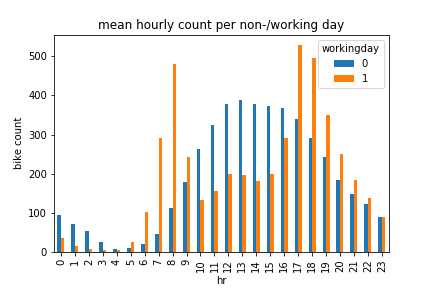 mean hourly count per non-/working day
workingday
0
1
500
400
300
200
100
0
bike count
0 1 2 3 4 5 6 7 8 9 10 11 12 13 14 15 16 17 18 19 20 21 22 23
hr